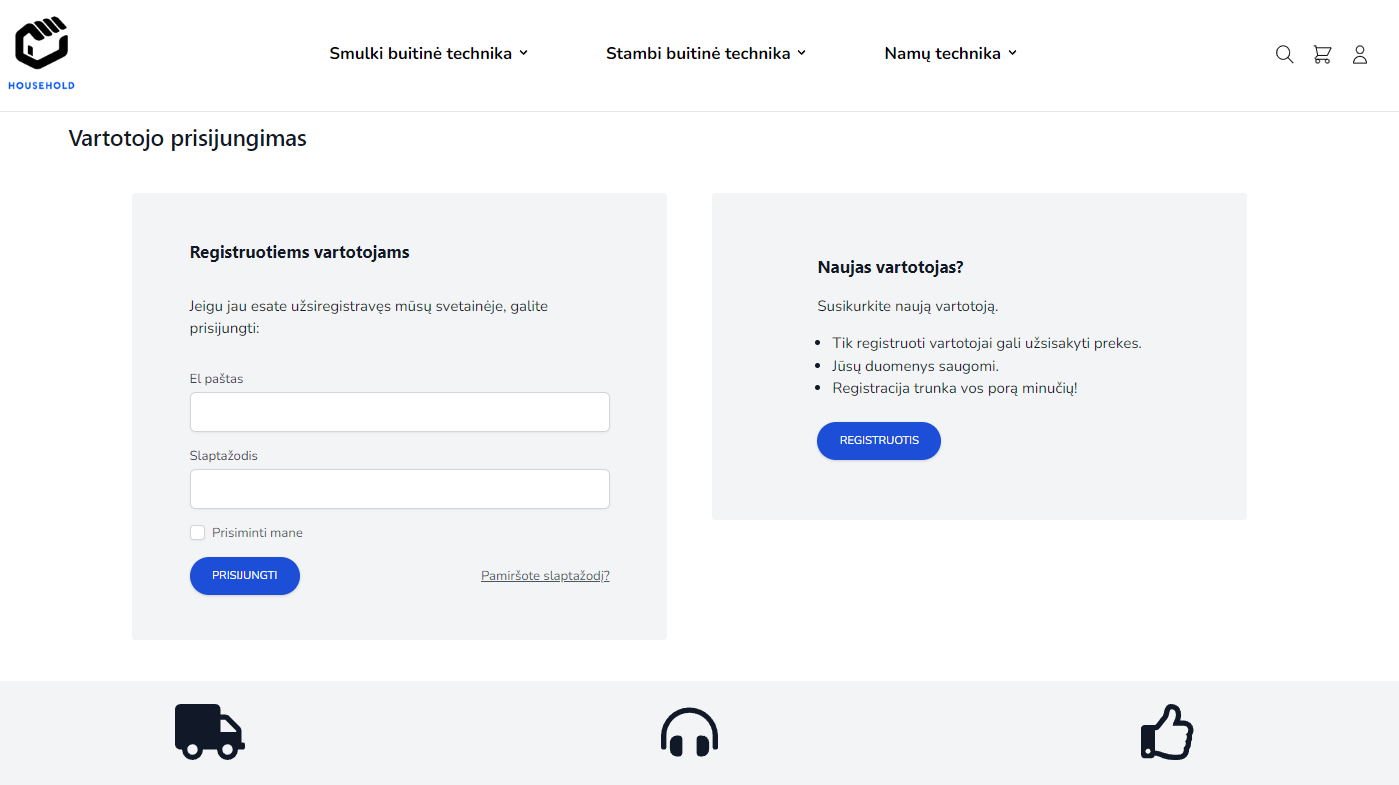 HOUSEHOLD
Smulki buitinė technika
Stambi buitinė technika
Namų technika
Vartotojo prisijungimas
Registruotiems vartotojams
Jeigu jau esate užsiregistravęs mūsų svetainėje, galite
prisijungti:
El paštas
Slaptažodis
Prisiminti mane
PRISIJUNGTI
Pamiršote slaptažodį?
Naujas vartotojas?
Susikurkite naują vartotoją.
Tik registruoti vartotojai gali užsisakyti prekes.
Jūsų duomenys saugomi.
Registracija trunka vos porą minučių!
REGISTRUOTIS